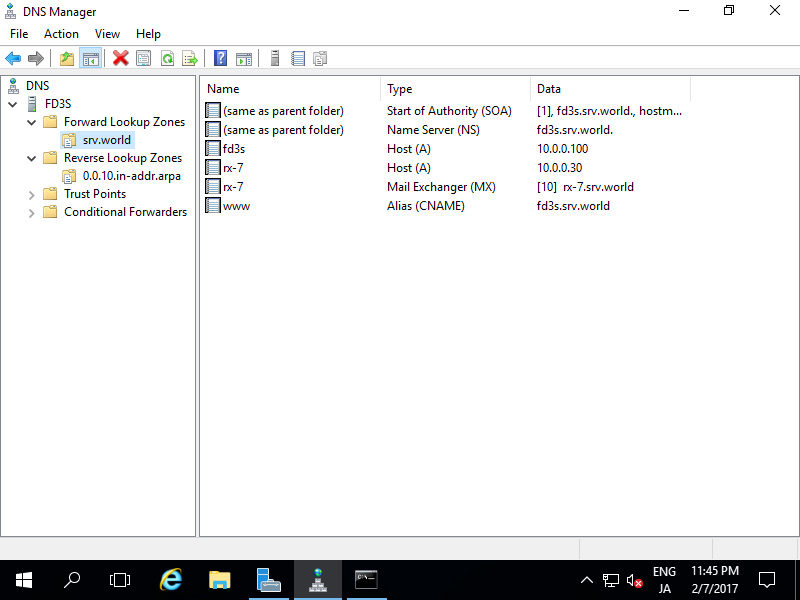 DNS Manager
File Action View Help
DNS
FD3S
Forward Lookup Zones
srv.world
Reverse Lookup Zones
0.0.10.in-addr.arpa
Trust Points
Conditional Forwarders
Name Type Data
(same as parent folder) Start of Authority (SOA) [1], fd3s.srv.world., hostm...
(same as parent folder) Name Server (NS) fd3s.srv.world.
fd3s Host (A) 10.0.0.100
rx-7 Host (A) 10.0.0.30
rx-7 Mail Exchanger (MX) [10] rx-7.srv.world
www Alias (CNAME) fd3s.srv.world
ENG 11:45 PM
JA 2/7/2017